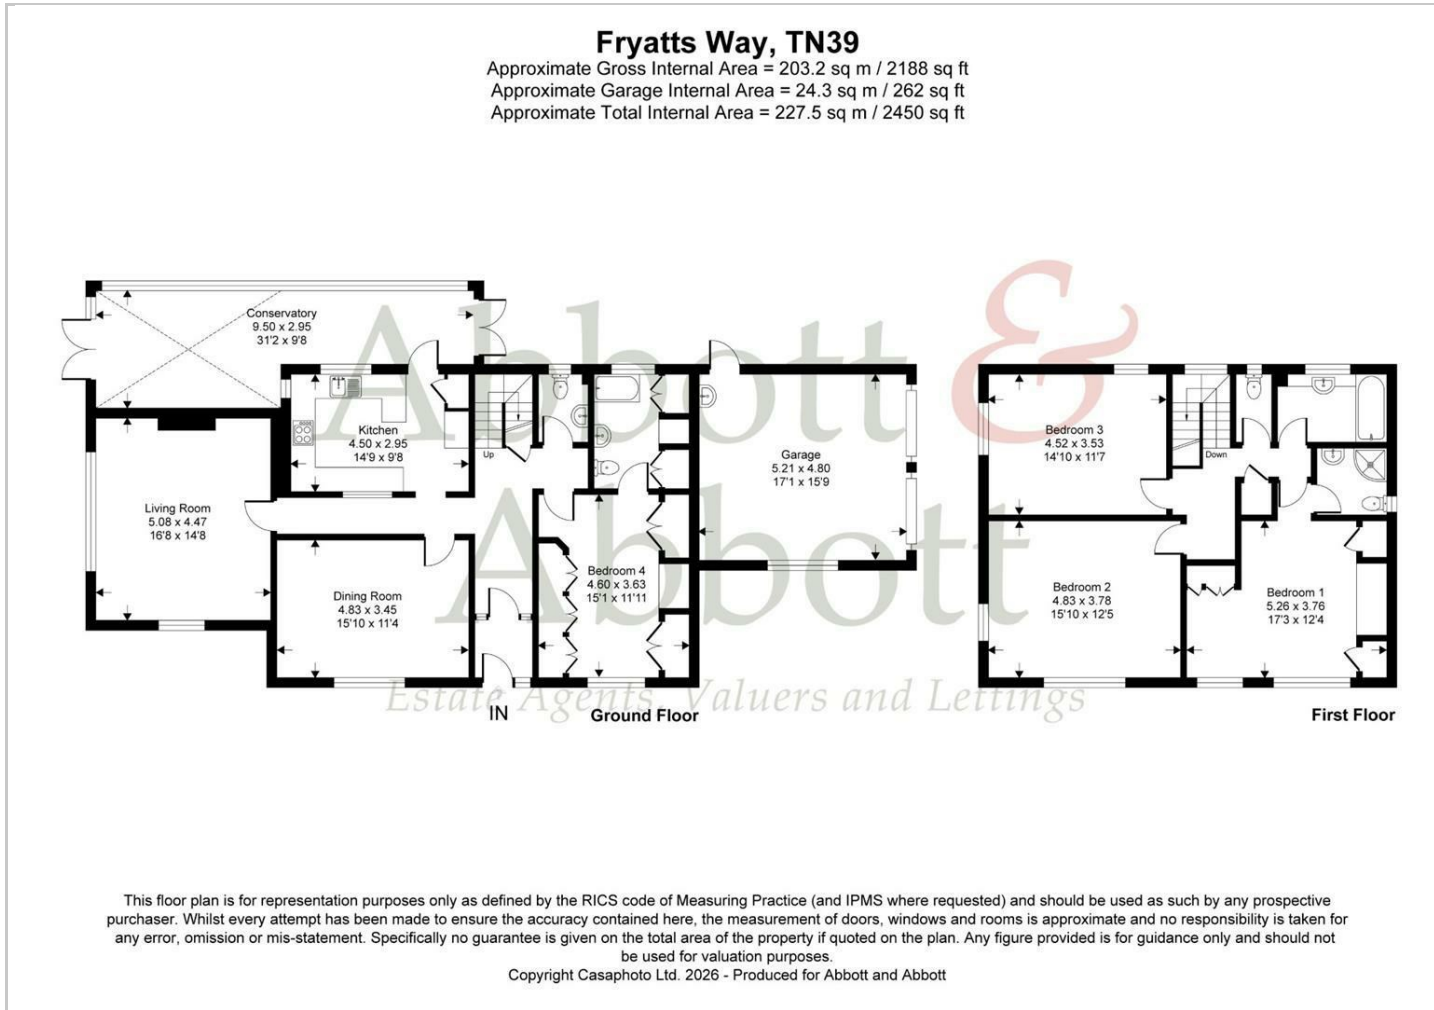 Fryatts Way, TN39
Approximate Gross Internal Area = 203.2 sq m / 2188 sq ft
Approximate Garage Internal Area = 24.3 sq m / 262 sq ft
Approximate Total Internal Area = 227.5 sq m / 2450 sq ft
Abbott &
Abbott
Estate Agents, Valuers and Lettings
Conservatory
9.50 x 2.95
31'2 x 9'8
Kitchen
4.50 x 2.95
14'9 x 9'8
Up
Living Room
5.08 x 4.47
16'8 x 14'8
Dining Room
4.83 x 3.45
15'10 x 11'4
Bedroom 4
4.60 x 3.63
15'1 x 11'11
Garage
5.21 x 4.80
17'1 x 15'9
IN
Ground Floor
Bedroom 3
4.52 x 3.53
14'10 x 11'7
Down
Bedroom 2
4.83 x 3.78
15'10 x 12'5
Bedroom 1
5.26 x 3.76
17'3 x 12'4
First Floor
This floor plan is for representation purposes only as defined by the RICS code of Measuring Practice (and IPMS where requested) and should be used as such by any prospective
purchaser. Whilst every attempt has been made to ensure the accuracy contained here, the measurement of doors, windows and rooms is approximate and no responsibility is taken for
any error, omission or mis-statement. Specifically no guarantee is given on the total area of the property if quoted on the plan. Any figure provided is for guidance only and should not
be used for valuation purposes.
Copyright Casaphoto Ltd. 2026 - Produced for Abbott and Abbott